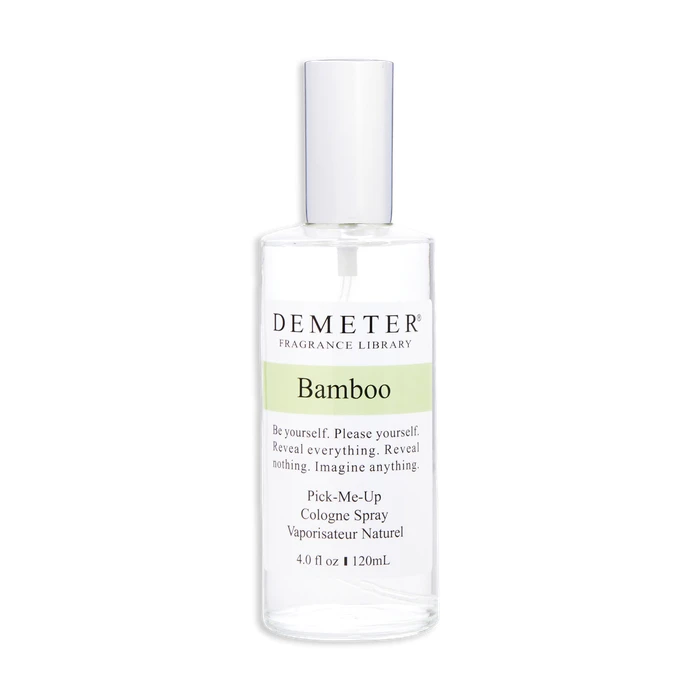 DEMETER®
FRAGRANCE LIBRARY
Bamboo
Be yourself. Please yourself.
Reveal everything. Reveal
nothing. Imagine anything.
Pick-Me-Up
Cologne Spray
Vaporisateur Naturel
4.0 fl oz ❙ 120mL